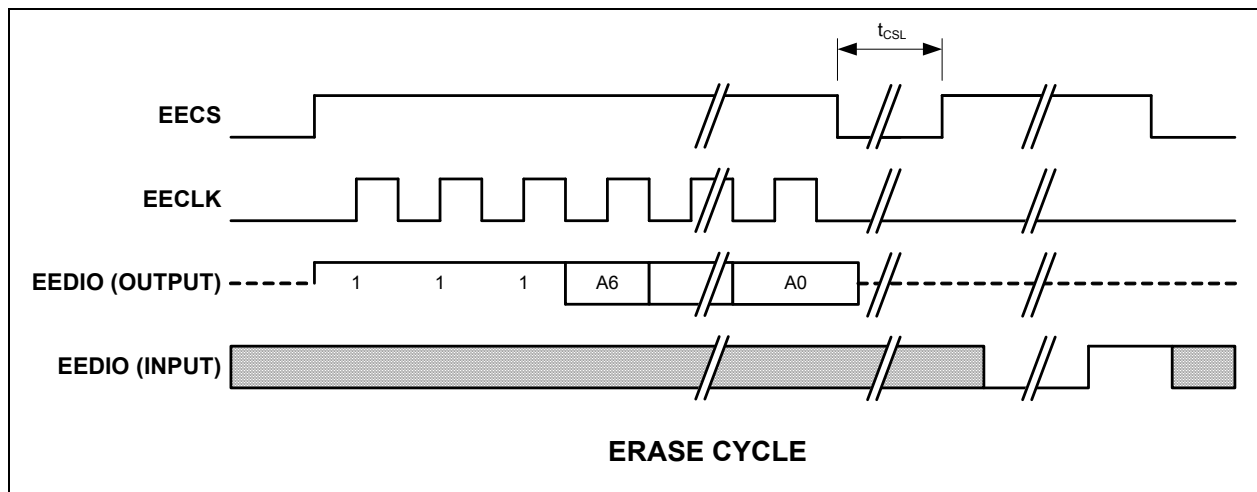 tCSL
EECS
EECLK
EEDIO (OUTPUT)
1 1 1 A6 A0
EEDIO (INPUT)
ERASE CYCLE